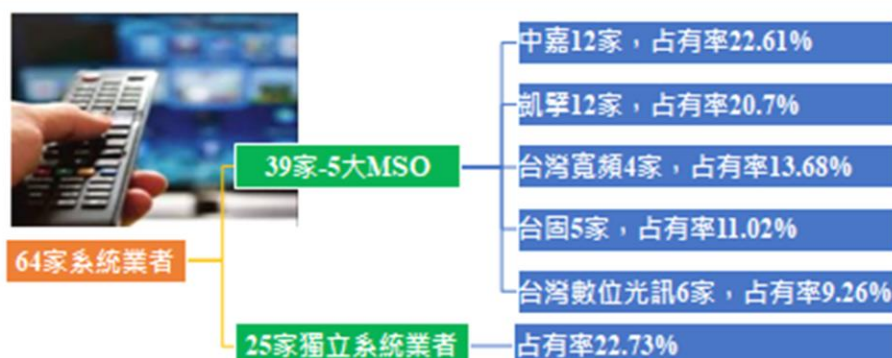 中嘉12家，占有率22.61%
凱擘12家，占有率20.7%
39家-5大MSO
台灣寬頻4家，占有率13.68%
台固5家，占有率11.02%
64家系統業者
台灣數位光訊6家，占有率9.26%
25家獨立系統業者
占有率22.73%